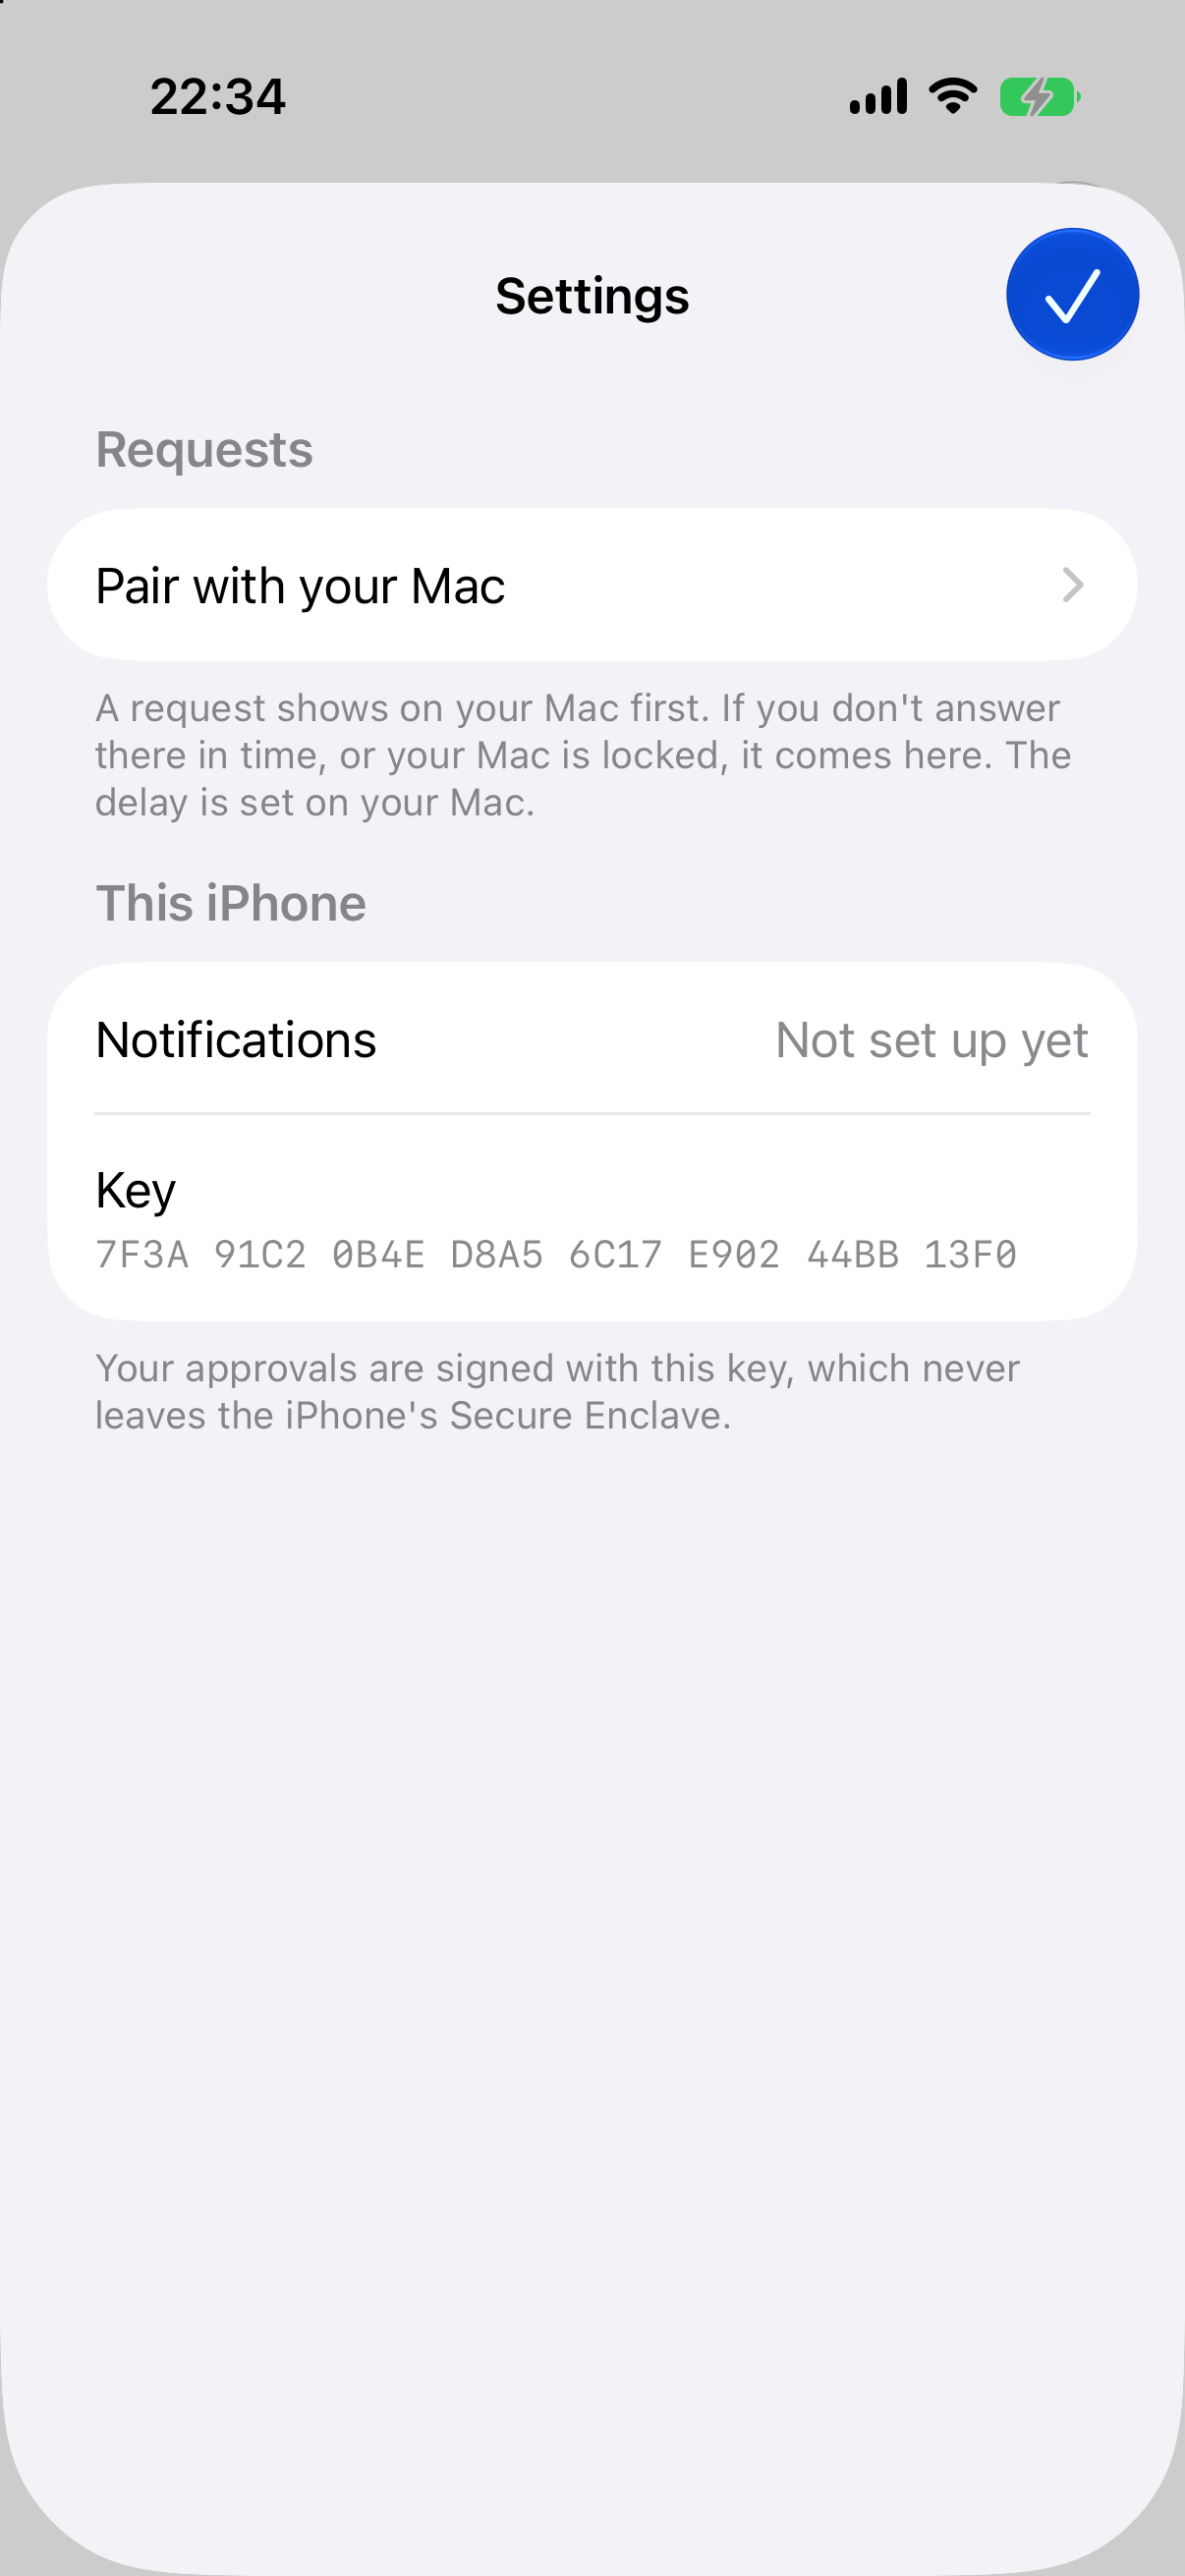 22:34
Settings
Requests
Pair with your Mac
A request shows on your Mac first. If you don't answer
there in time, or your Mac is locked, it comes here. The
delay is set on your Mac.
This iPhone
Notifications Not set up yet
Key
7F3A 91C2 0B4E D8A5 6C17 E902 44BB 13F0
Your approvals are signed with this key, which never
leaves the iPhone's Secure Enclave.